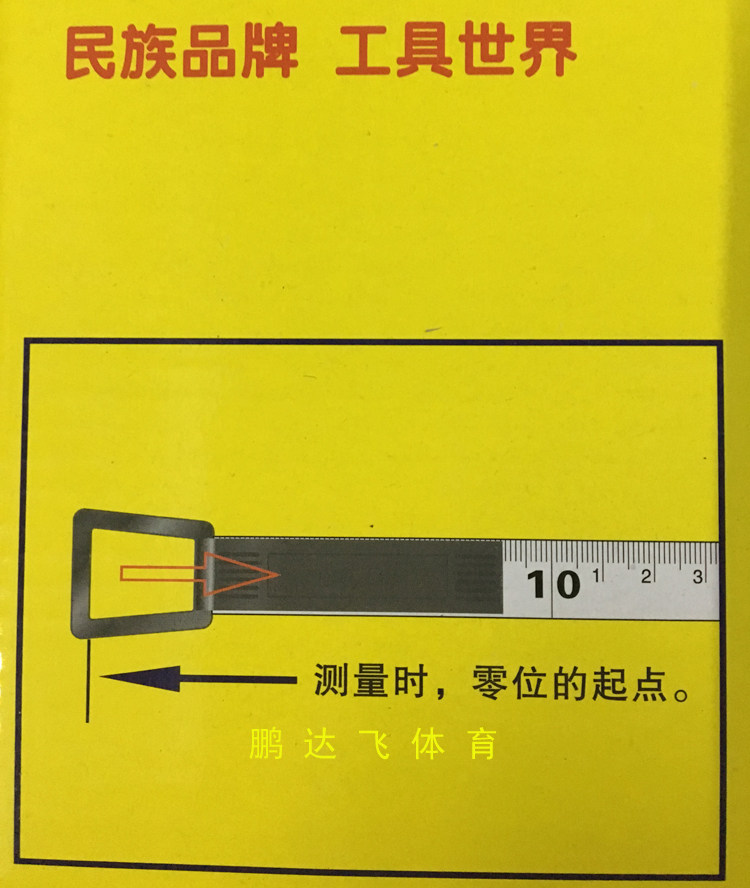 民族品牌 工具世界
10 1 2 3
测量时，零位的起点。
鹏达飞体育